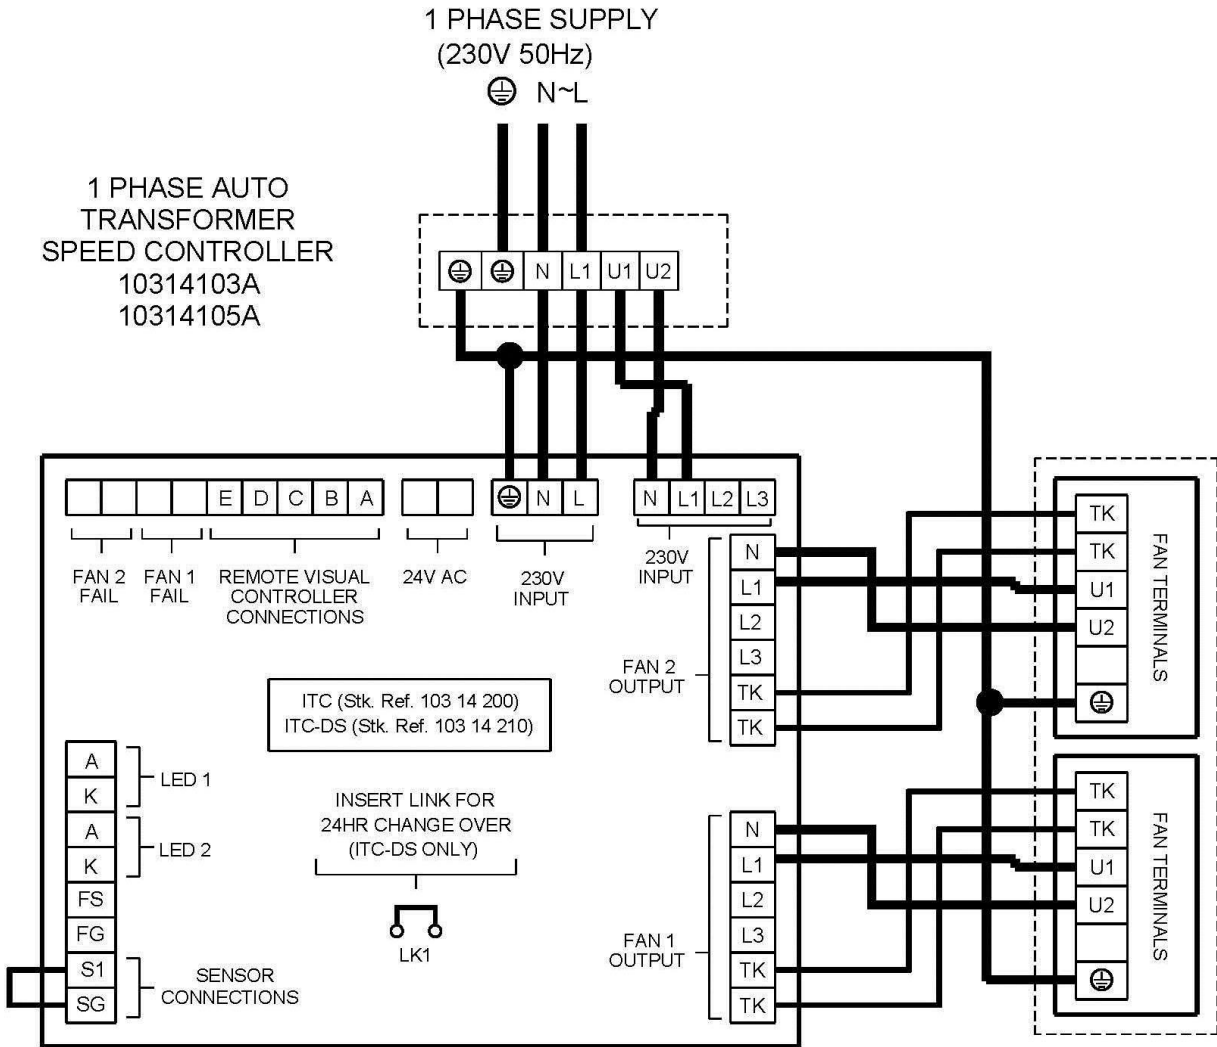 1 PHASE SUPPLY
(230V 50Hz)
N~L
1 PHASE AUTO
TRANSFORMER
SPEED CONTROLLER
10314103A
10314105A
N L1 U1 U2
E D C B A
N L
N L1 L2 L3
FAN 2
FAIL
FAN 1
FAIL
REMOTE VISUAL
CONTROLLER
CONNECTIONS
24V AC
230V
INPUT
230V
INPUT
N
L1
L2
L3
TK
TK
FAN 2
OUTPUT
TK
TK
U1
U2
FAN TERMINALS
ITC (Stk. Ref. 103 14 200)
ITC-DS (Stk. Ref. 103 14 210)
A
K
LED 1
A
K
LED 2
FS
FG
S1
SG
SENSOR
CONNECTIONS
INSERT LINK FOR
24HR CHANGE OVER
(ITC-DS ONLY)
LK1
N
L1
L2
L3
TK
TK
FAN 1
OUTPUT
TK
TK
U1
U2
FAN TERMINALS